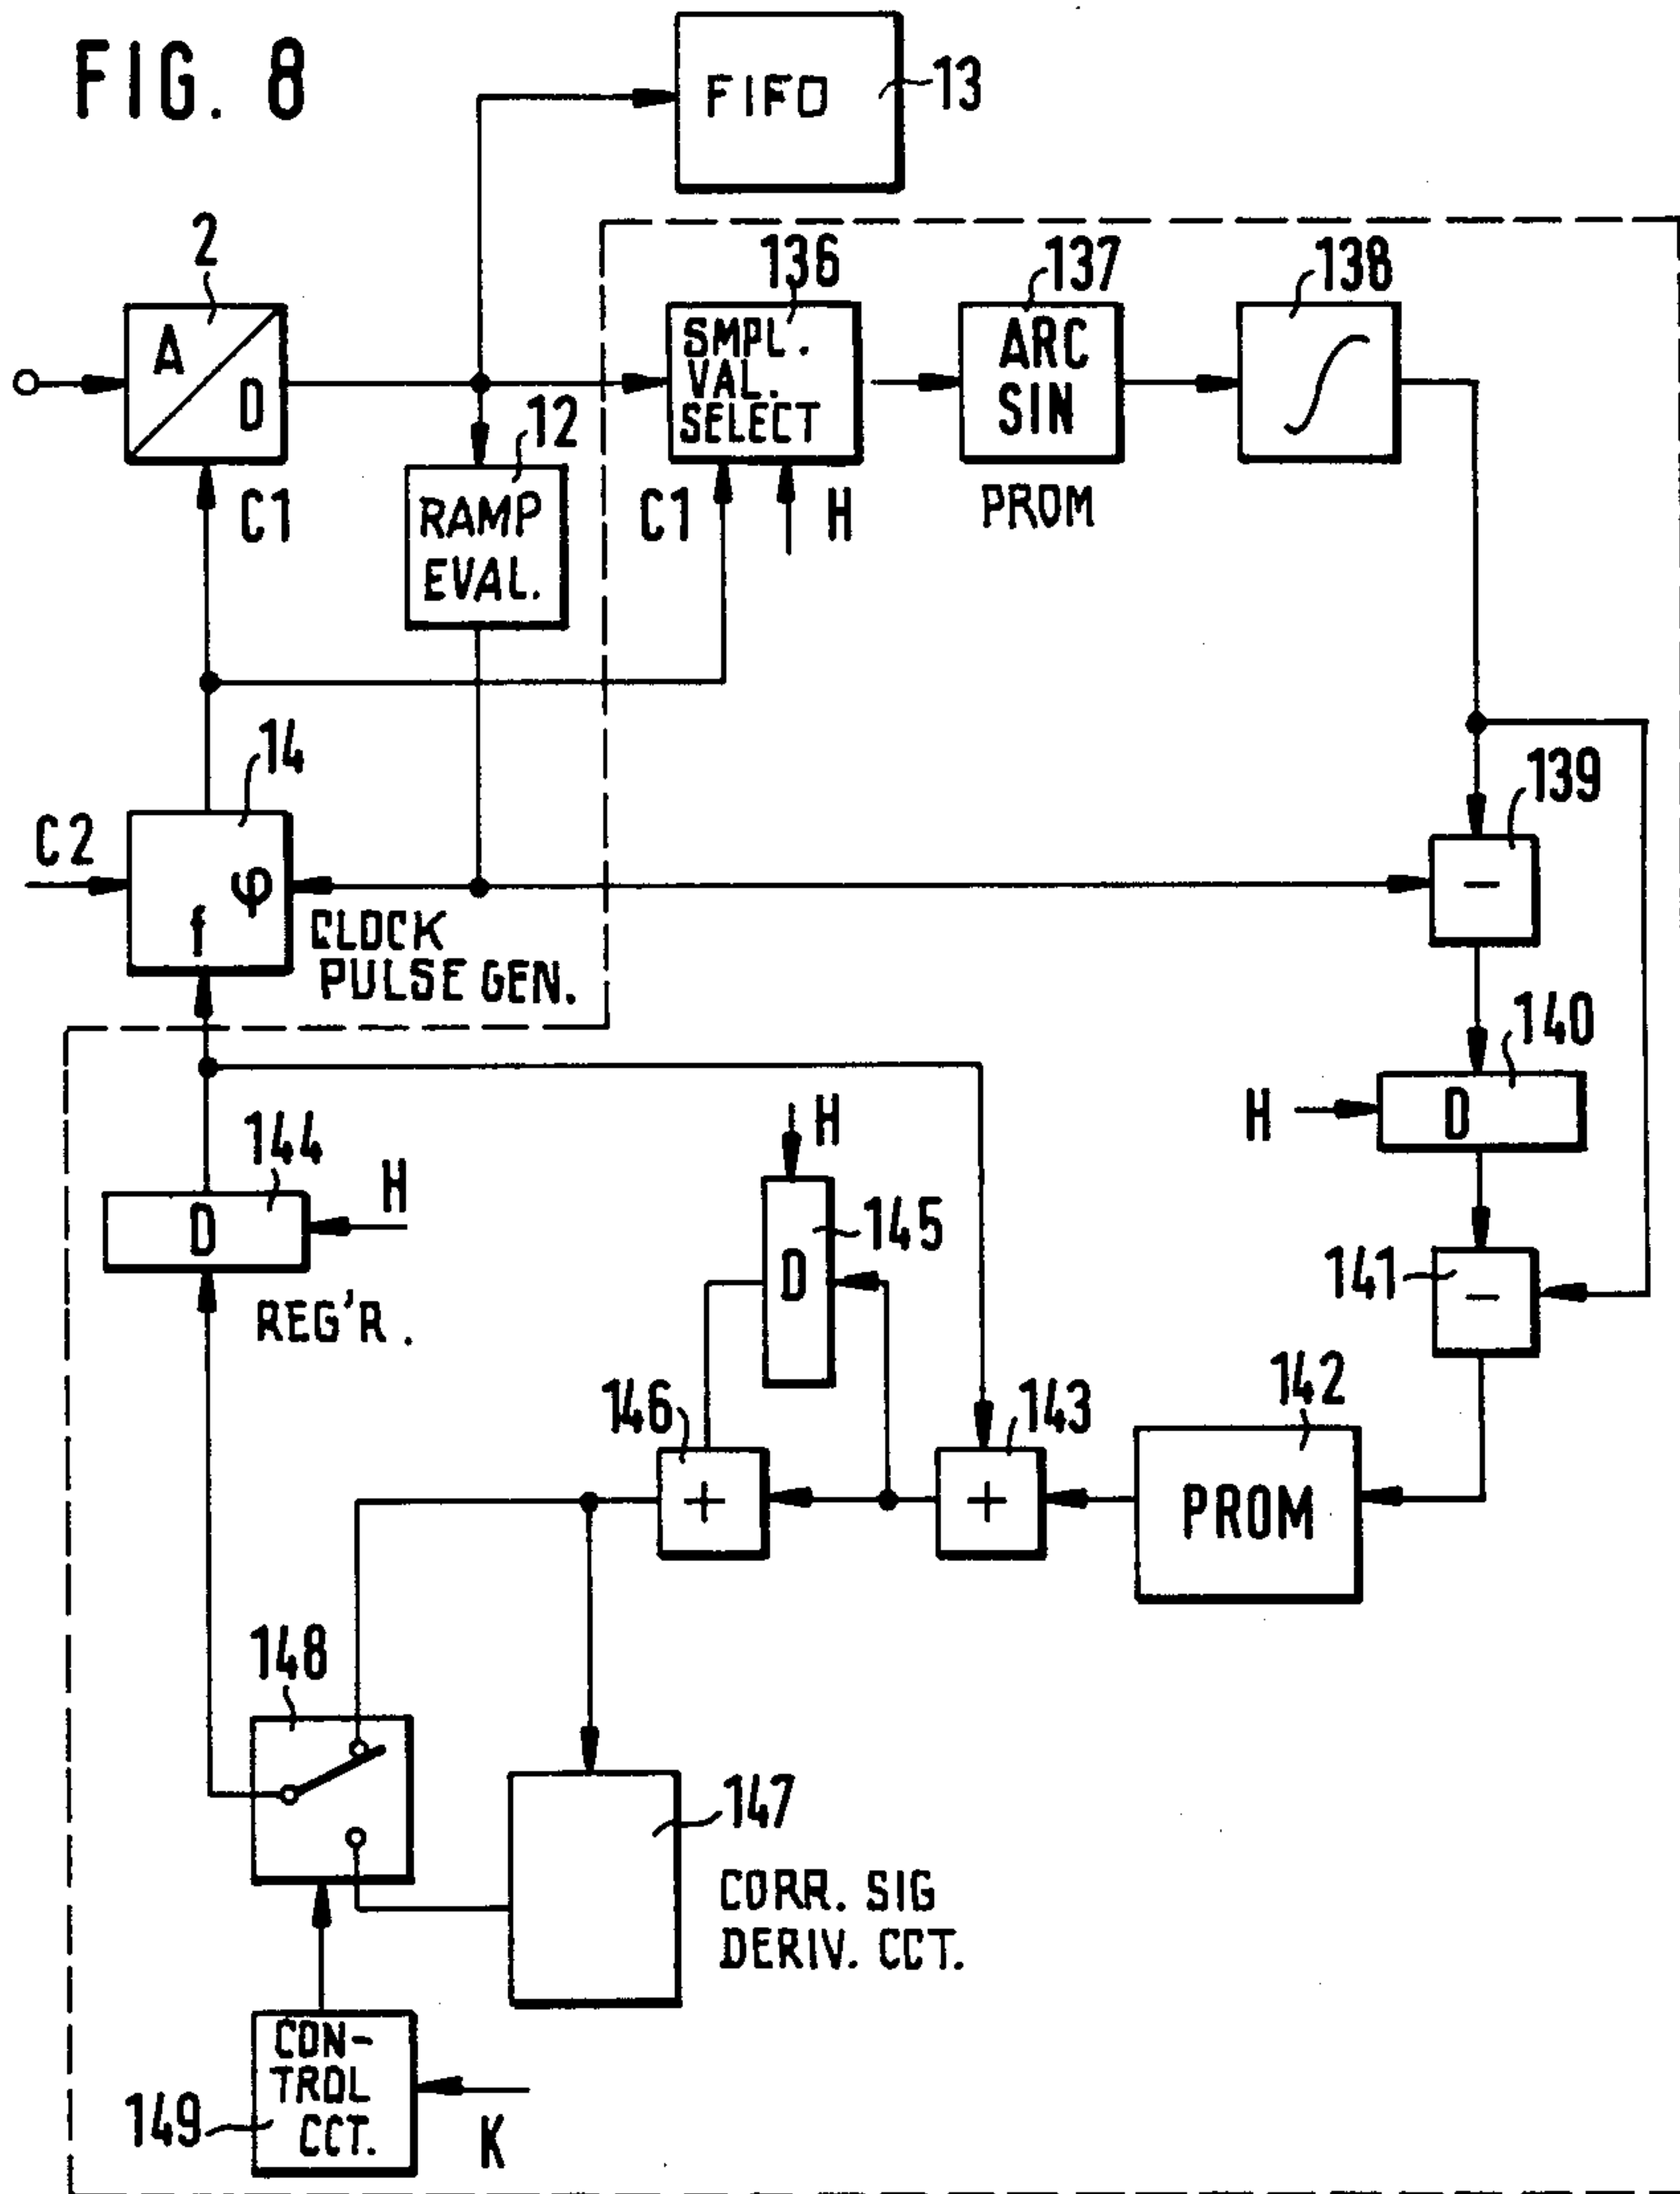 FIG. 8
FIFO
13
2
A
D
136
SMPL.
VAL.
SELECT
137
ARC
SIN
PROM
138
12
RAMP
EVAL.
C1
C1
H
14
C2
φ
f
CLOCK
PULSE GEN.
139
−
140
H
D
144
H
D
REG'R.
H
145
D
141
−
146
+
143
+
142
PROM
148
147
CORR. SIG
DERIV. CCT.
CON-
TROL
CCT.
149
K